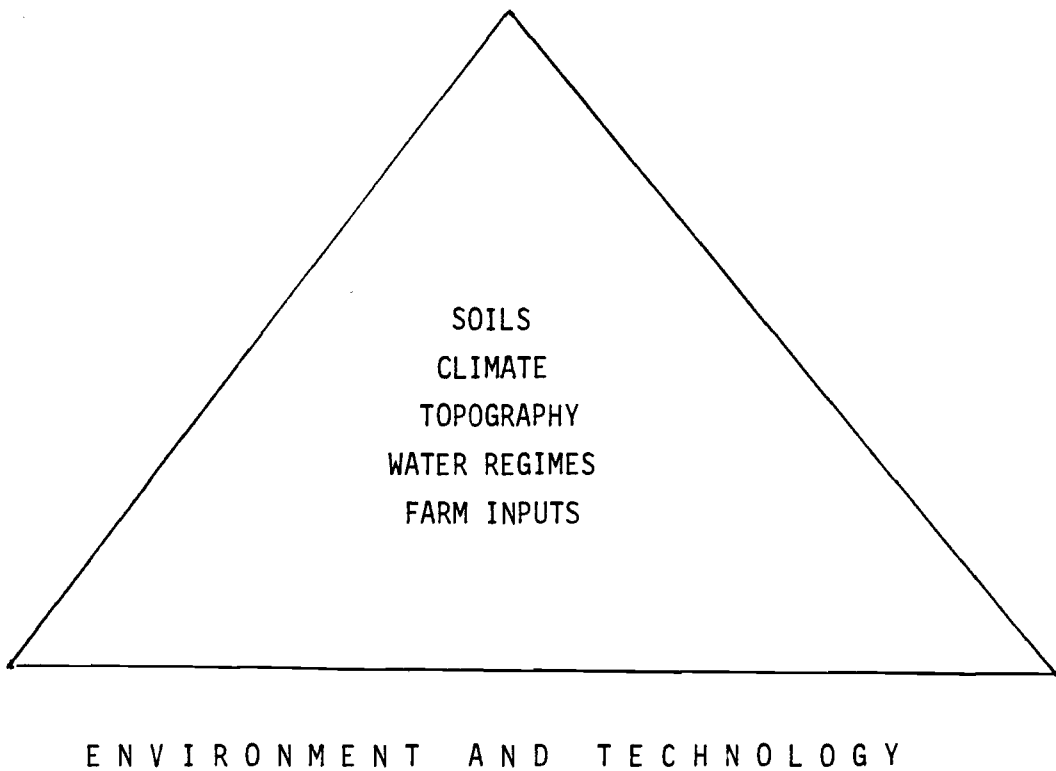 SOILS
CLIMATE
TOPOGRAPHY
WATER REGIMES
FARM INPUTS
ENVIRONMENT AND TECHNOLOGY